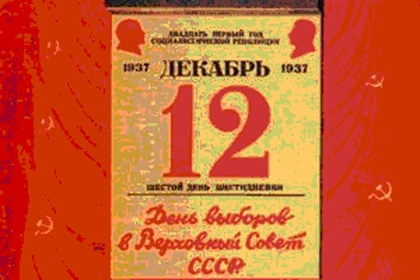 ДВАДЦАТЬ ПЕРВЫЙ ГОД
СОЦИАЛИСТИЧЕСКОЙ РЕВОЛЮЦИИ
1937 ДЕКАБРЬ 1937
12
ШЕСТОЙ ДЕНЬ ШЕСТИДНЕВКИ
День выборов
в Верховный Совет
СССР